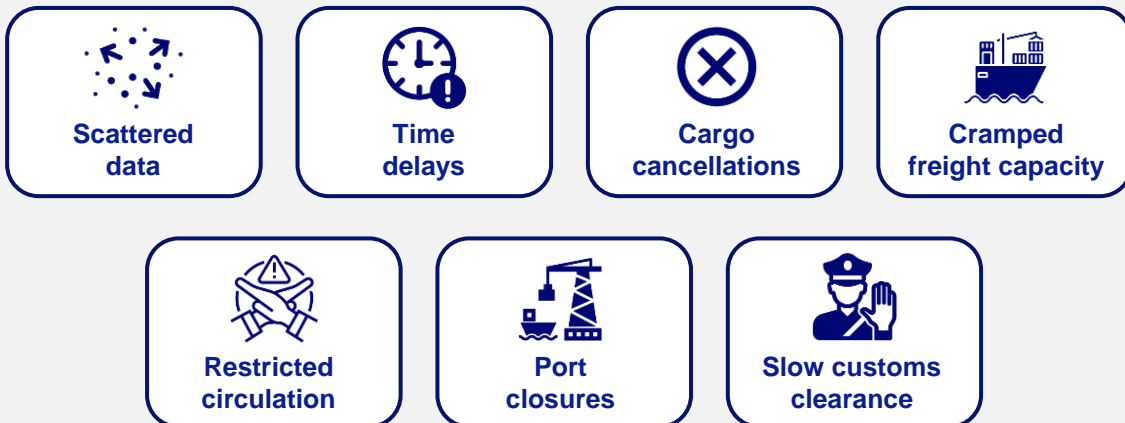 Scattered
data
Time
delays
Cargo
cancellations
Cramped
freight capacity
Restricted
circulation
Port
closures
Slow customs
clearance